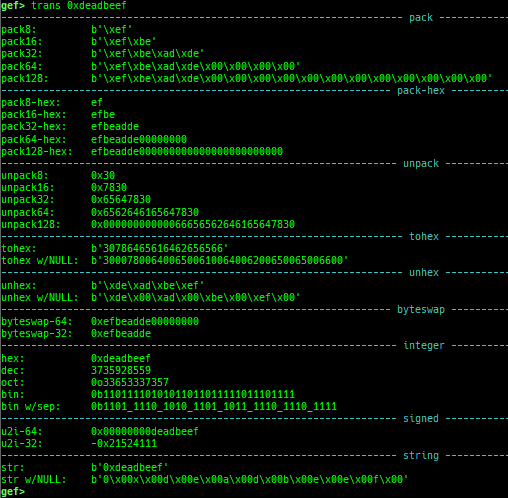 gef> trans 0xdeadbeef
pack
pack8: b'\xef'
pack16: b'\xef\xbe'
pack32: b'\xef\xbe\xad\xde'
pack64: b'\xef\xbe\xad\xde\x00\x00\x00\x00'
pack128: b'\xef\xbe\xad\xde\x00\x00\x00\x00\x00\x00\x00\x00\x00\x00\x00\x00'
pack-hex
pack8-hex: ef
pack16-hex: efbe
pack32-hex: efbeadde
pack64-hex: efbeadde00000000
pack128-hex: efbeadde000000000000000000000000
unpack
unpack8: 0x30
unpack16: 0x7830
unpack32: 0x65647830
unpack64: 0x6562646165647830
unpack128: 0x00000000000066656562646165647830
tohex
tohex: b'30786465616462656566'
tohex w/NULL: b'3000780064006500610064006200650065006600'
unhex
unhex: b'\xde\xad\xbe\xef'
unhex w/NULL: b'\xde\x00\xad\x00\xbe\x00\xef\x00'
byteswap
byteswap-64: 0xefbeadde00000000
byteswap-32: 0xefbeadde
integer
hex: 0xdeadbeef
dec: 3735928559
oct: 0o33653337357
bin: 0b11011110101011011011111011101111
bin w/sep: 0b1101_1110_1010_1101_1011_1110_1110_1111
signed
u2i-64: 0x00000000deadbeef
u2i-32: -0x21524111
string
str: b'0xdeadbeef'
str w/NULL: b'0\x00x\x00d\x00e\x00a\x00d\x00b\x00e\x00e\x00f\x00'
gef>